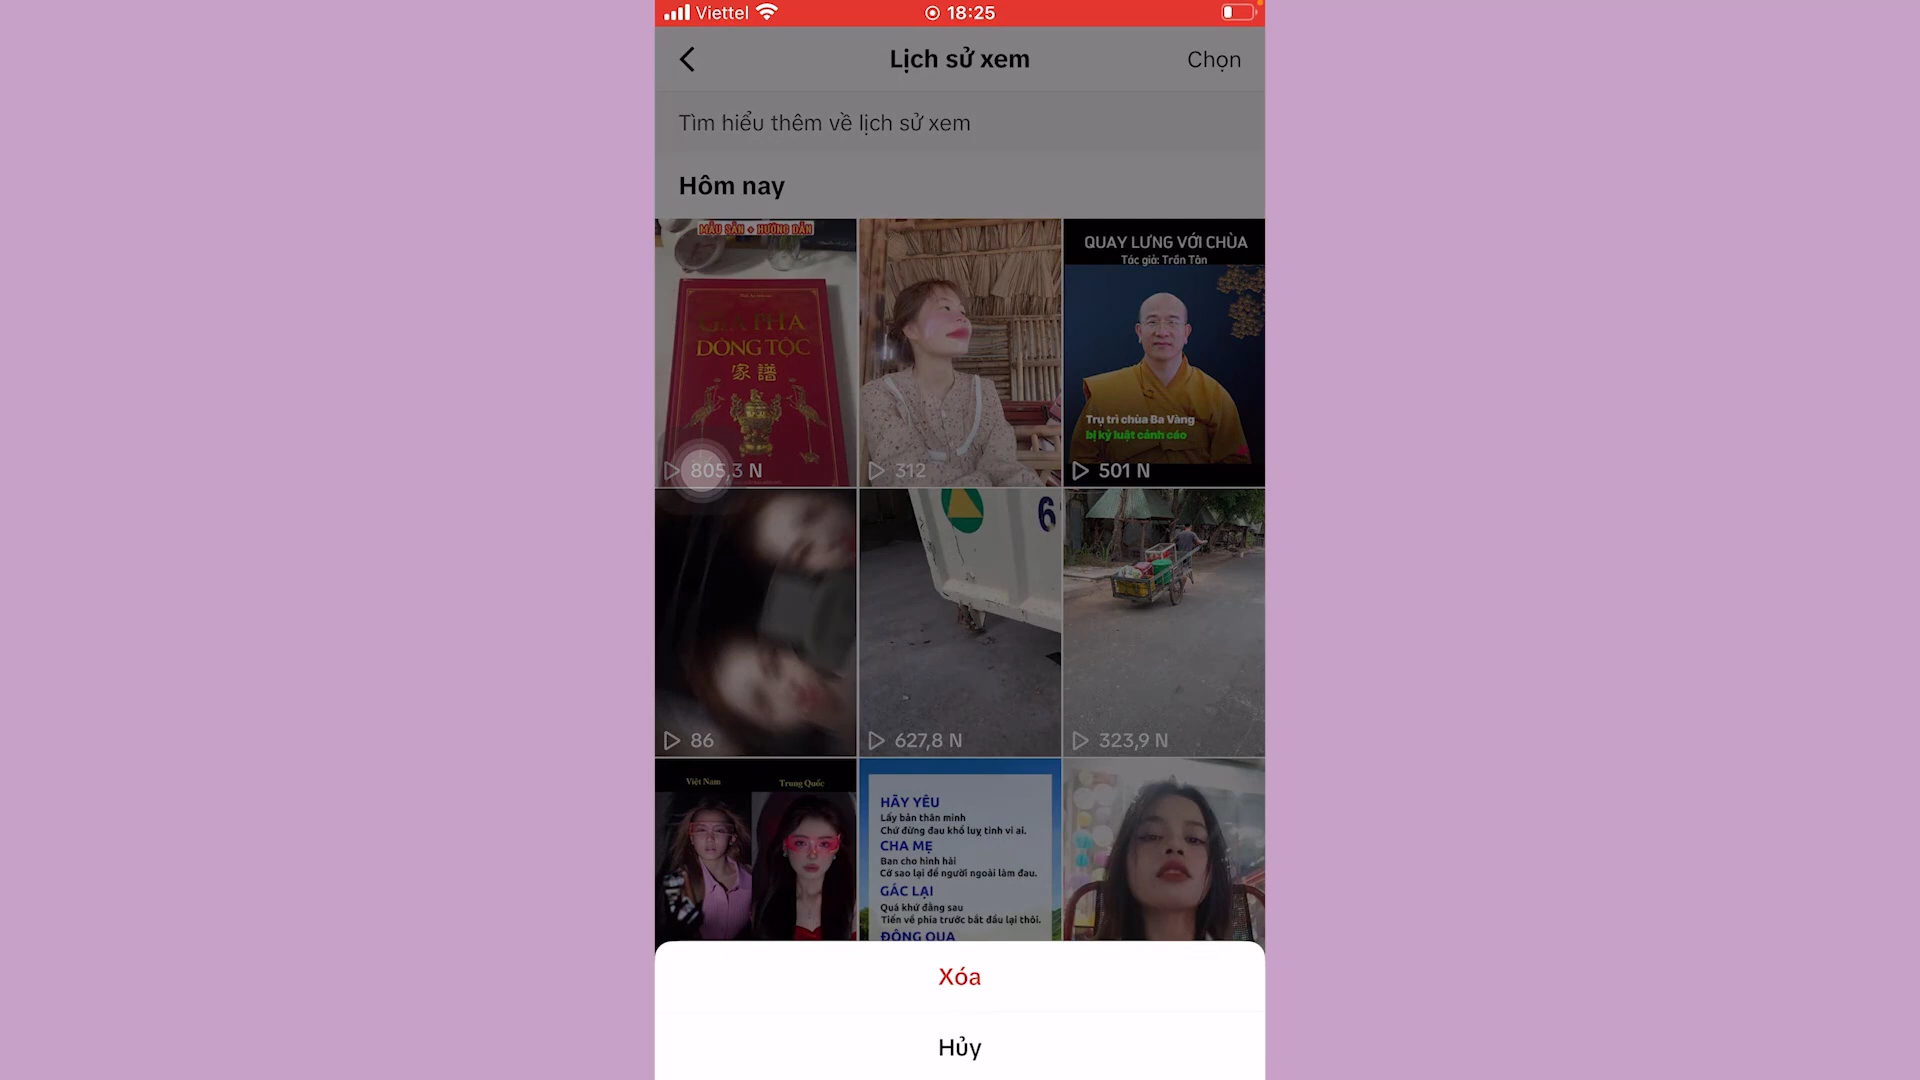 Viettel
18:25
Lịch sử xem
Chọn
Tìm hiểu thêm về lịch sử xem
Hôm nay
MẪU SẴN + HƯỚNG DẪN
GIA PHẢ
DÒNG TỘC
家譜
805,3 N
312
QUAY LƯNG VỚI CHÙA
Tác giả: Trần Tân
Trụ trì chùa Ba Vàng
bị kỷ luật cảnh cáo
501 N
86
6
627,8 N
323,9 N
Việt Nam
Trung Quốc
HÃY YÊU
Lấy bản thân mình
Chứ đừng đau khổ luỵ tình vì ai.
CHA MẸ
Ban cho hình hài
Cớ sao lại để người ngoài làm đau.
GÁC LẠI
Quá khứ đằng sau
Tiến về phía trước bắt đầu lại thôi.
ĐÔNG QUA
Xóa
Hủy